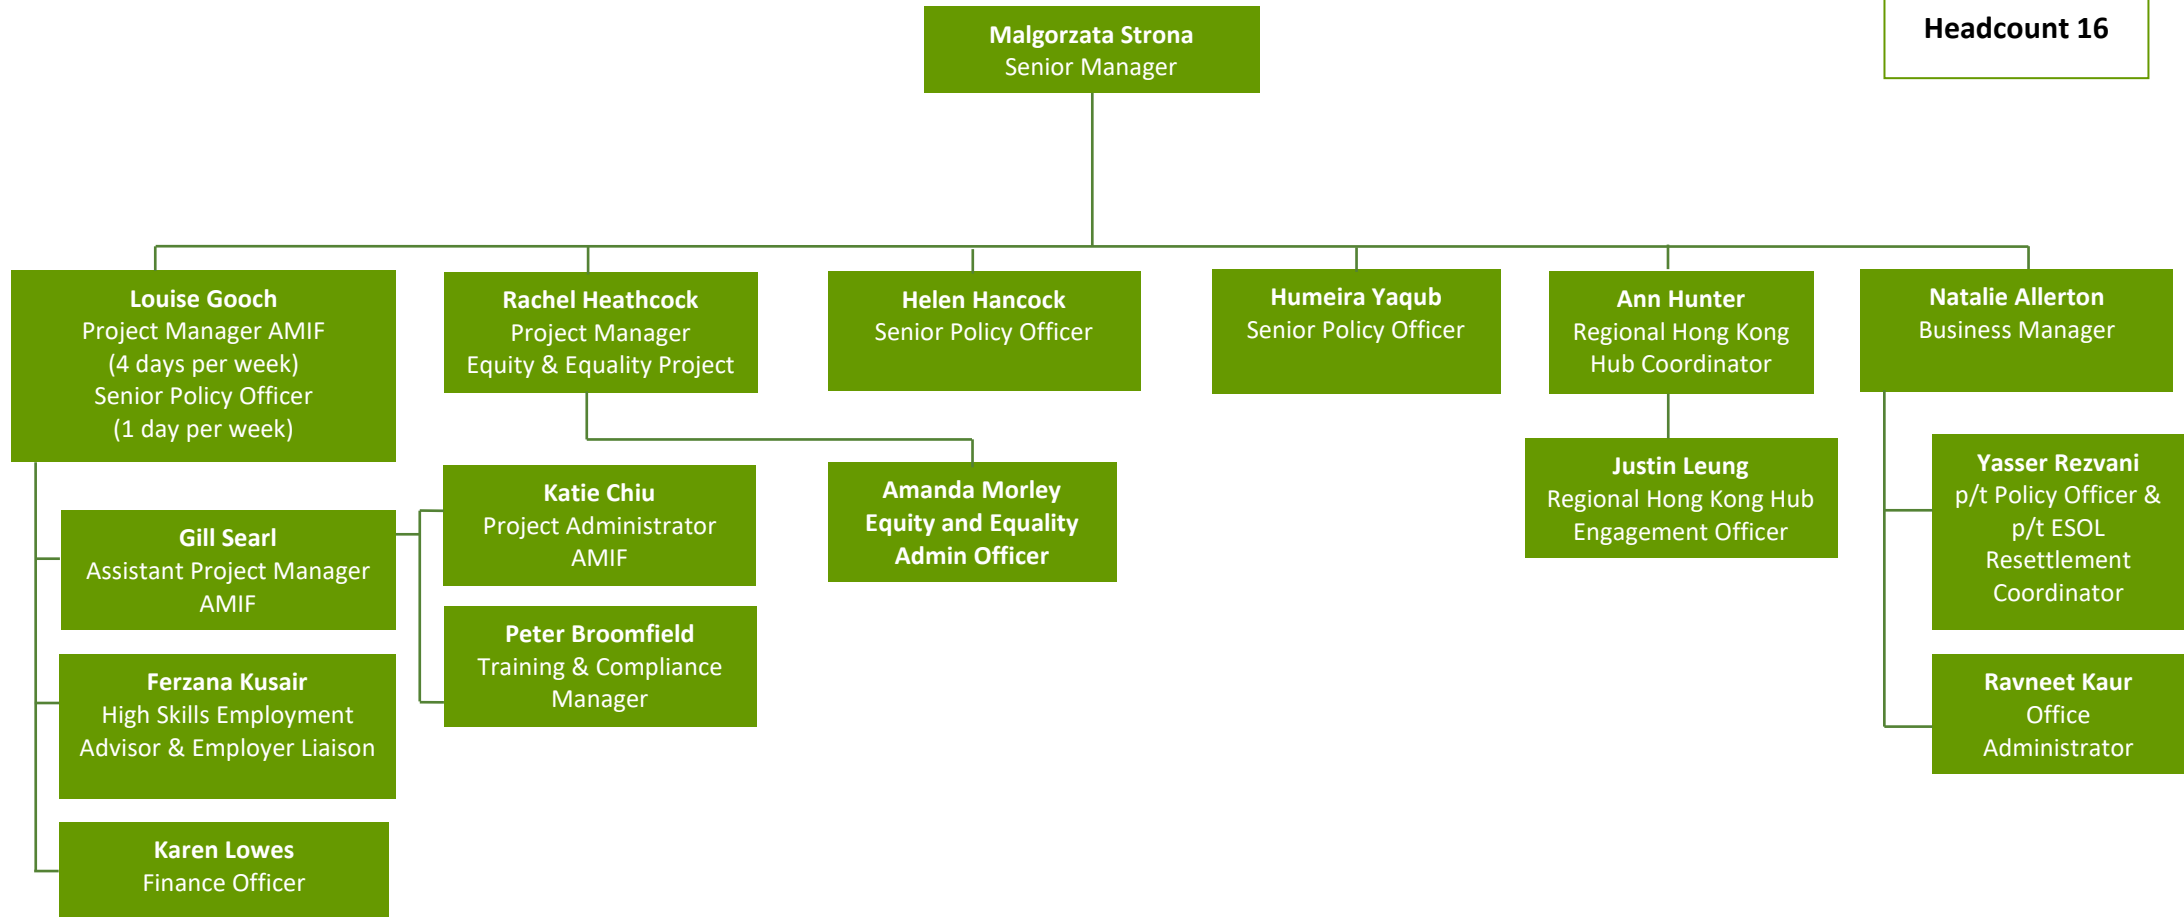 Headcount 16
Malgorzata Strona
Senior Manager
Louise Gooch
Project Manager AMIF
(4 days per week)
Senior Policy Officer
(1 day per week)
Rachel Heathcock
Project Manager
Equity & Equality Project
Helen Hancock
Senior Policy Officer
Humeira Yaqub
Senior Policy Officer
Ann Hunter
Regional Hong Kong
Hub Coordinator
Natalie Allerton
Business Manager
Gill Searl
Assistant Project Manager
AMIF
Katie Chiu
Project Administrator
AMIF
Amanda Morley
Equity and Equality
Admin Officer
Justin Leung
Regional Hong Kong Hub
Engagement Officer
Yasser Rezvani
p/t Policy Officer &
p/t ESOL
Resettlement
Coordinator
Peter Broomfield
Training & Compliance
Manager
Ferzana Kusair
High Skills Employment
Advisor & Employer Liaison
Ravneet Kaur
Office
Administrator
Karen Lowes
Finance Officer